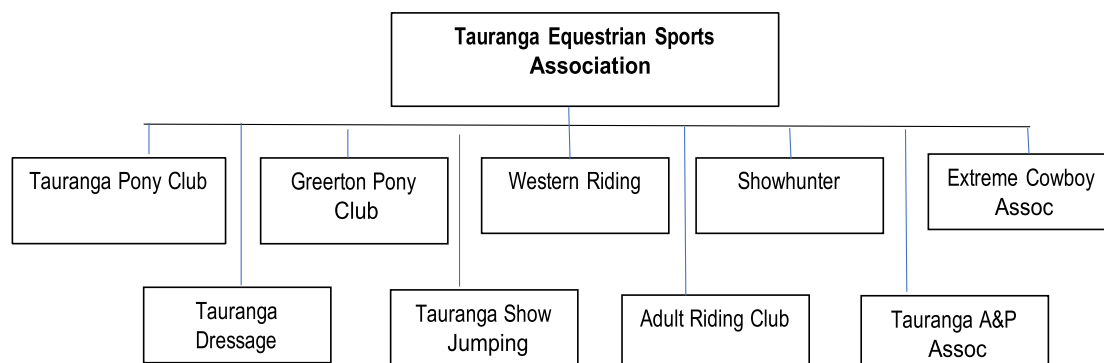 Tauranga Equestrian Sports
Association
Tauranga Pony Club
Greerton Pony
Club
Western Riding
Showhunter
Extreme Cowboy
Assoc
Tauranga
Dressage
Tauranga Show
Jumping
Adult Riding Club
Tauranga A&P
Assoc